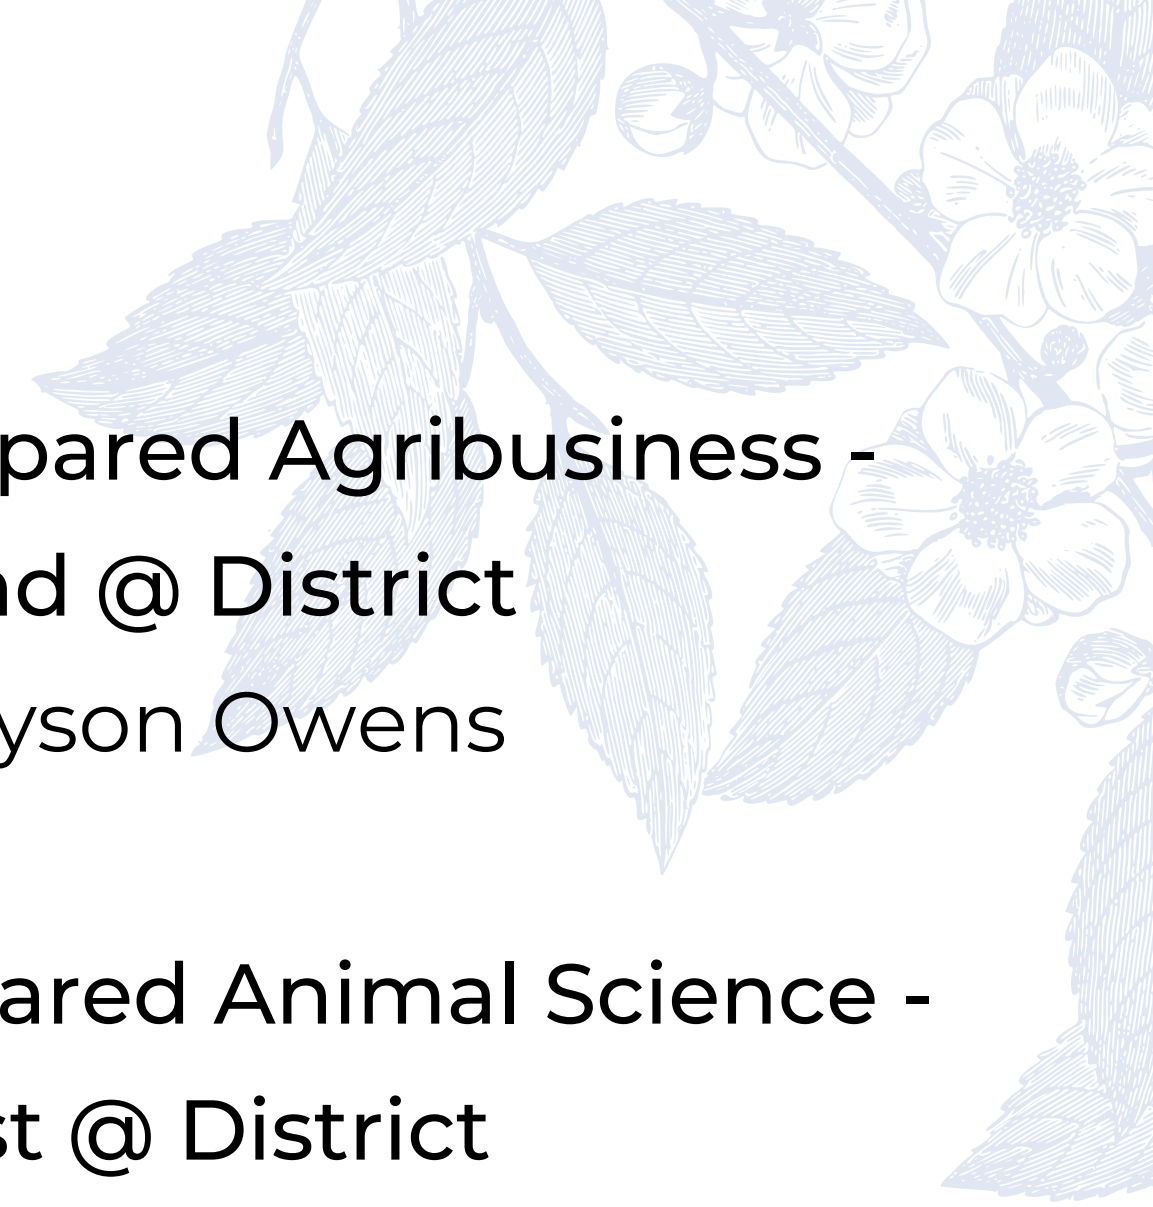 pared Agribusiness -
nd @ District
yson Owens
ared Animal Science -
st @ District